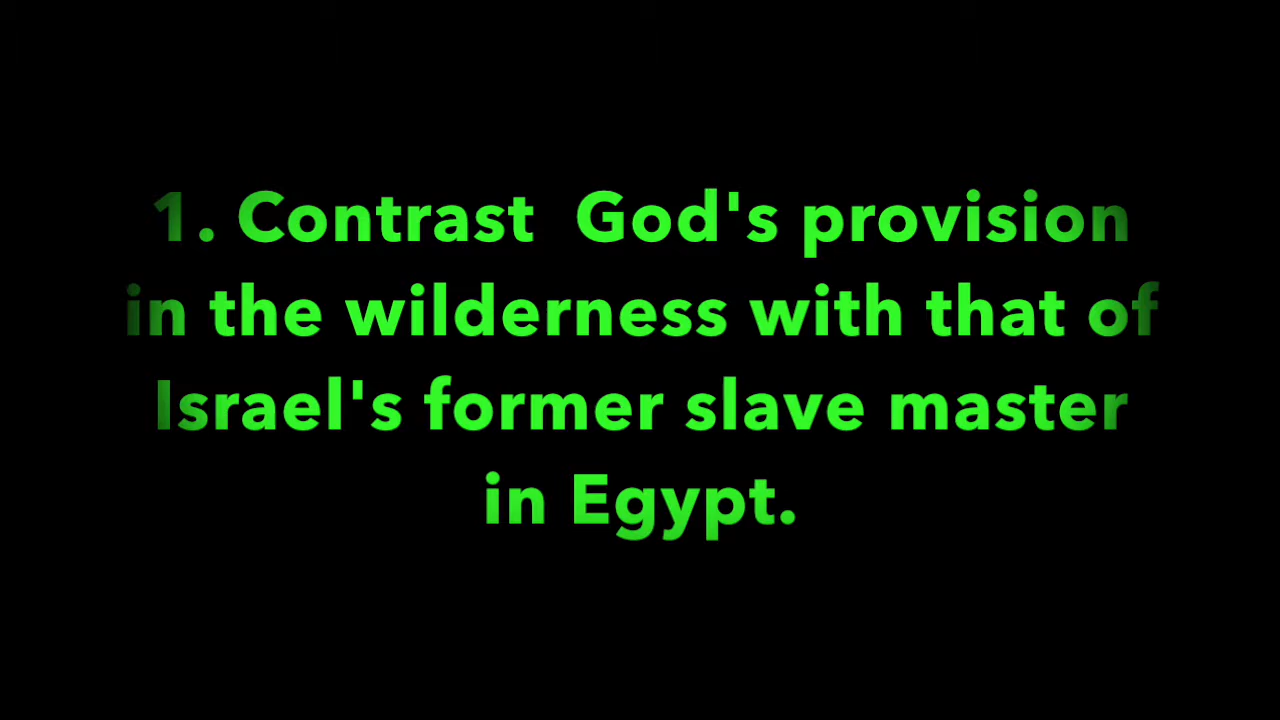 1. Contrast  God's provision
in the wilderness with that of
Israel's former slave master
in Egypt.